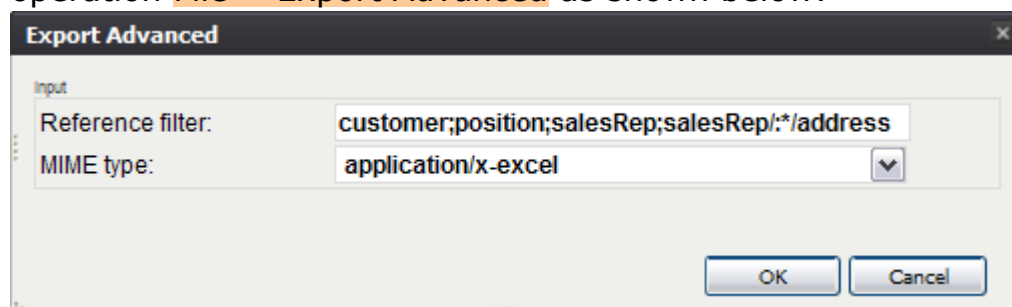 Export Advanced
Input
Reference filter: customer;position;salesRep;salesRep/:*/address
MIME type: application/x-excel
OK Cancel